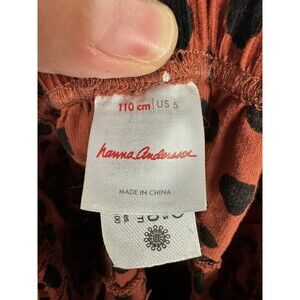 110 cm | US 5
hanna andersson
MADE IN CHINA